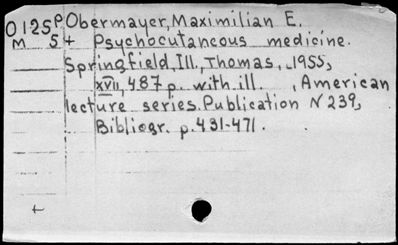 0125P Obermayer, Maximilian E.
M 5 + Psychocutaneous medicine.
Springfield, Ill., Thomas, 1955,
XVII, 487 p. with ill. , American
lecture series. Publication N 239,
Bibliogr. p. 431-471.
+